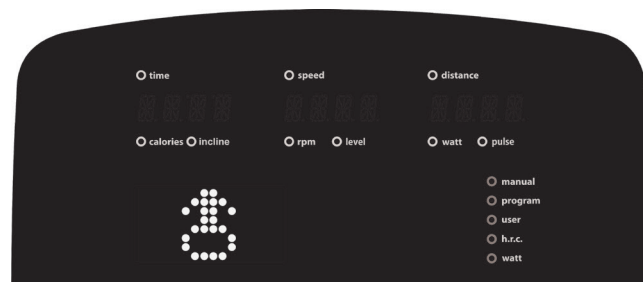 time speed distance
calories incline rpm level watt pulse
manual
program
user
h.r.c.
watt